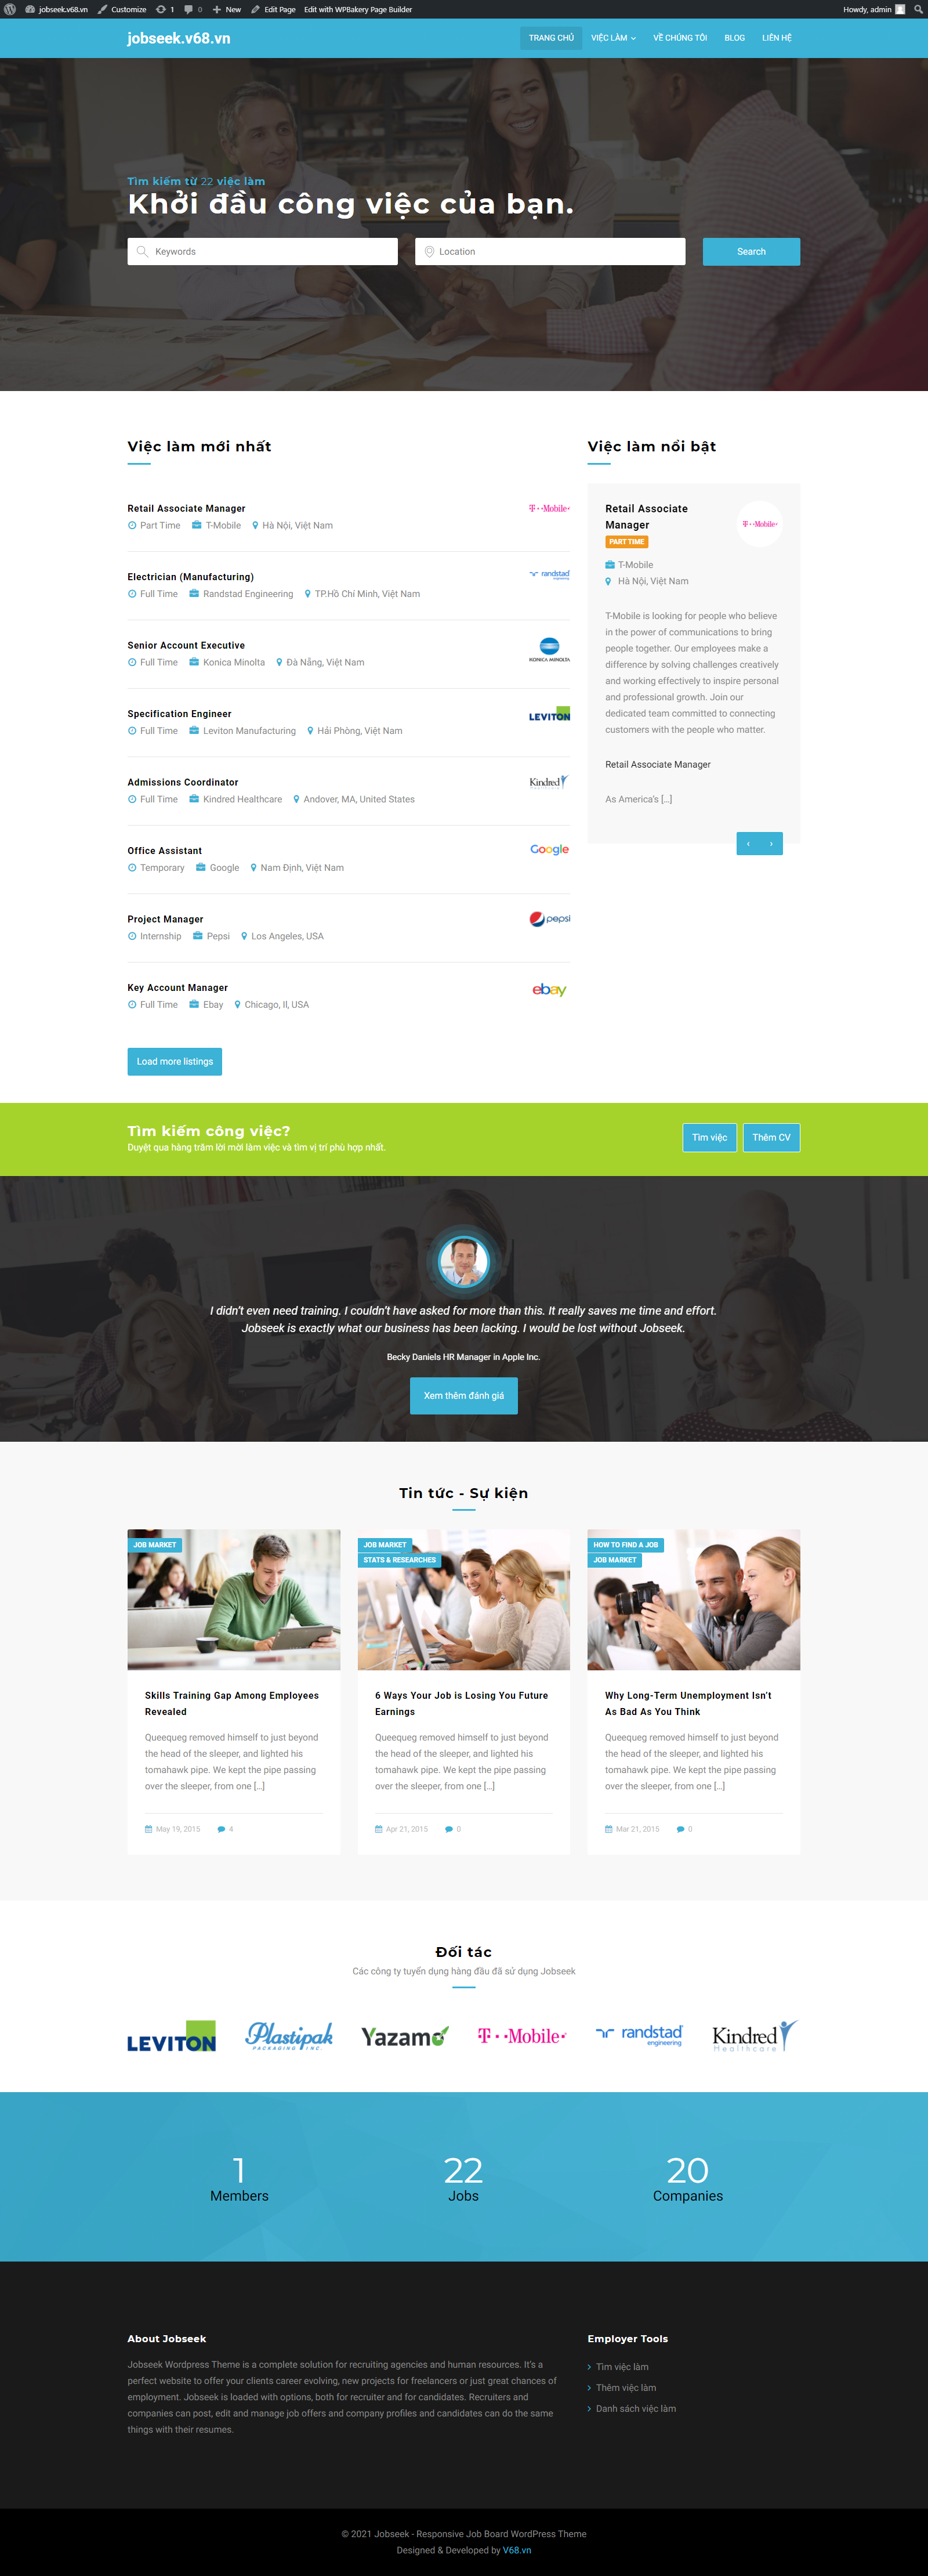 jobseek.v68.vn Customize 1 0 New Edit Page Edit with WPBakery Page Builder Howdy, admin
jobseek.v68.vn TRANG CHỦ VIỆC LÀM VỀ CHÚNG TÔI BLOG LIÊN HỆ
Tìm kiếm từ 22 việc làm
Khởi đầu công việc của bạn.
Keywords Location Search
Việc làm mới nhất
Retail Associate Manager
T··Mobile·
Part Time T-Mobile Hà Nội, Việt Nam
Electrician (Manufacturing)
randstad
engineering
Full Time Randstad Engineering TP.Hồ Chí Minh, Việt Nam
Senior Account Executive
KONICA MINOLTA
Full Time Konica Minolta Đà Nẵng, Việt Nam
Specification Engineer
LEVITON
Full Time Leviton Manufacturing Hải Phòng, Việt Nam
Admissions Coordinator
Kindred
Full Time Kindred Healthcare Andover, MA, United States
Office Assistant
Google
Temporary Google Nam Định, Việt Nam
Project Manager
pepsi
Internship Pepsi Los Angeles, USA
Key Account Manager
ebay
Full Time Ebay Chicago, Il, USA
Load more listings
Việc làm nổi bật
Retail Associate
Manager
T··Mobile·
PART TIME
T-Mobile
Hà Nội, Việt Nam
T-Mobile is looking for people who believe
in the power of communications to bring
people together. Our employees make a
difference by solving challenges creatively
and working effectively to inspire personal
and professional growth. Join our
dedicated team committed to connecting
customers with the people who matter.
Retail Associate Manager
As America's [...]
‹ ›
Tìm kiếm công việc?
Duyệt qua hàng trăm lời mời làm việc và tìm vị trí phù hợp nhất.
Tìm việc Thêm CV
I didn't even need training. I couldn't have asked for more than this. It really saves me time and effort.
Jobseek is exactly what our business has been lacking. I would be lost without Jobseek.
Becky Daniels HR Manager in Apple Inc.
Xem thêm đánh giá
Tin tức - Sự kiện
JOB MARKET
Skills Training Gap Among Employees
Revealed
Queequeg removed himself to just beyond
the head of the sleeper, and lighted his
tomahawk pipe. We kept the pipe passing
over the sleeper, from one [...]
May 19, 2015 4
JOB MARKET
STATS & RESEARCHES
6 Ways Your Job is Losing You Future
Earnings
Queequeg removed himself to just beyond
the head of the sleeper, and lighted his
tomahawk pipe. We kept the pipe passing
over the sleeper, from one [...]
Apr 21, 2015 0
HOW TO FIND A JOB
JOB MARKET
Why Long-Term Unemployment Isn't
As Bad As You Think
Queequeg removed himself to just beyond
the head of the sleeper, and lighted his
tomahawk pipe. We kept the pipe passing
over the sleeper, from one [...]
Mar 21, 2015 0
Đối tác
Các công ty tuyển dụng hàng đầu đã sử dụng Jobseek
LEVITON
Plastipak
PACKAGING INC.
Yazamo
T··Mobile·
randstad
engineering
Kindred
Healthcare
1 22 20
Members Jobs Companies
About Jobseek
Jobseek Wordpress Theme is a complete solution for recruiting agencies and human resources. It's a
perfect website to offer your clients career evolving, new projects for freelancers or just great chances of
employment. Jobseek is loaded with options, both for recruiter and for candidates. Recruiters and
companies can post, edit and manage job offers and company profiles and candidates can do the same
things with their resumes.
Employer Tools
Tìm việc làm
Thêm việc làm
Danh sách việc làm
© 2021 Jobseek - Responsive Job Board WordPress Theme
Designed & Developed by V68.vn